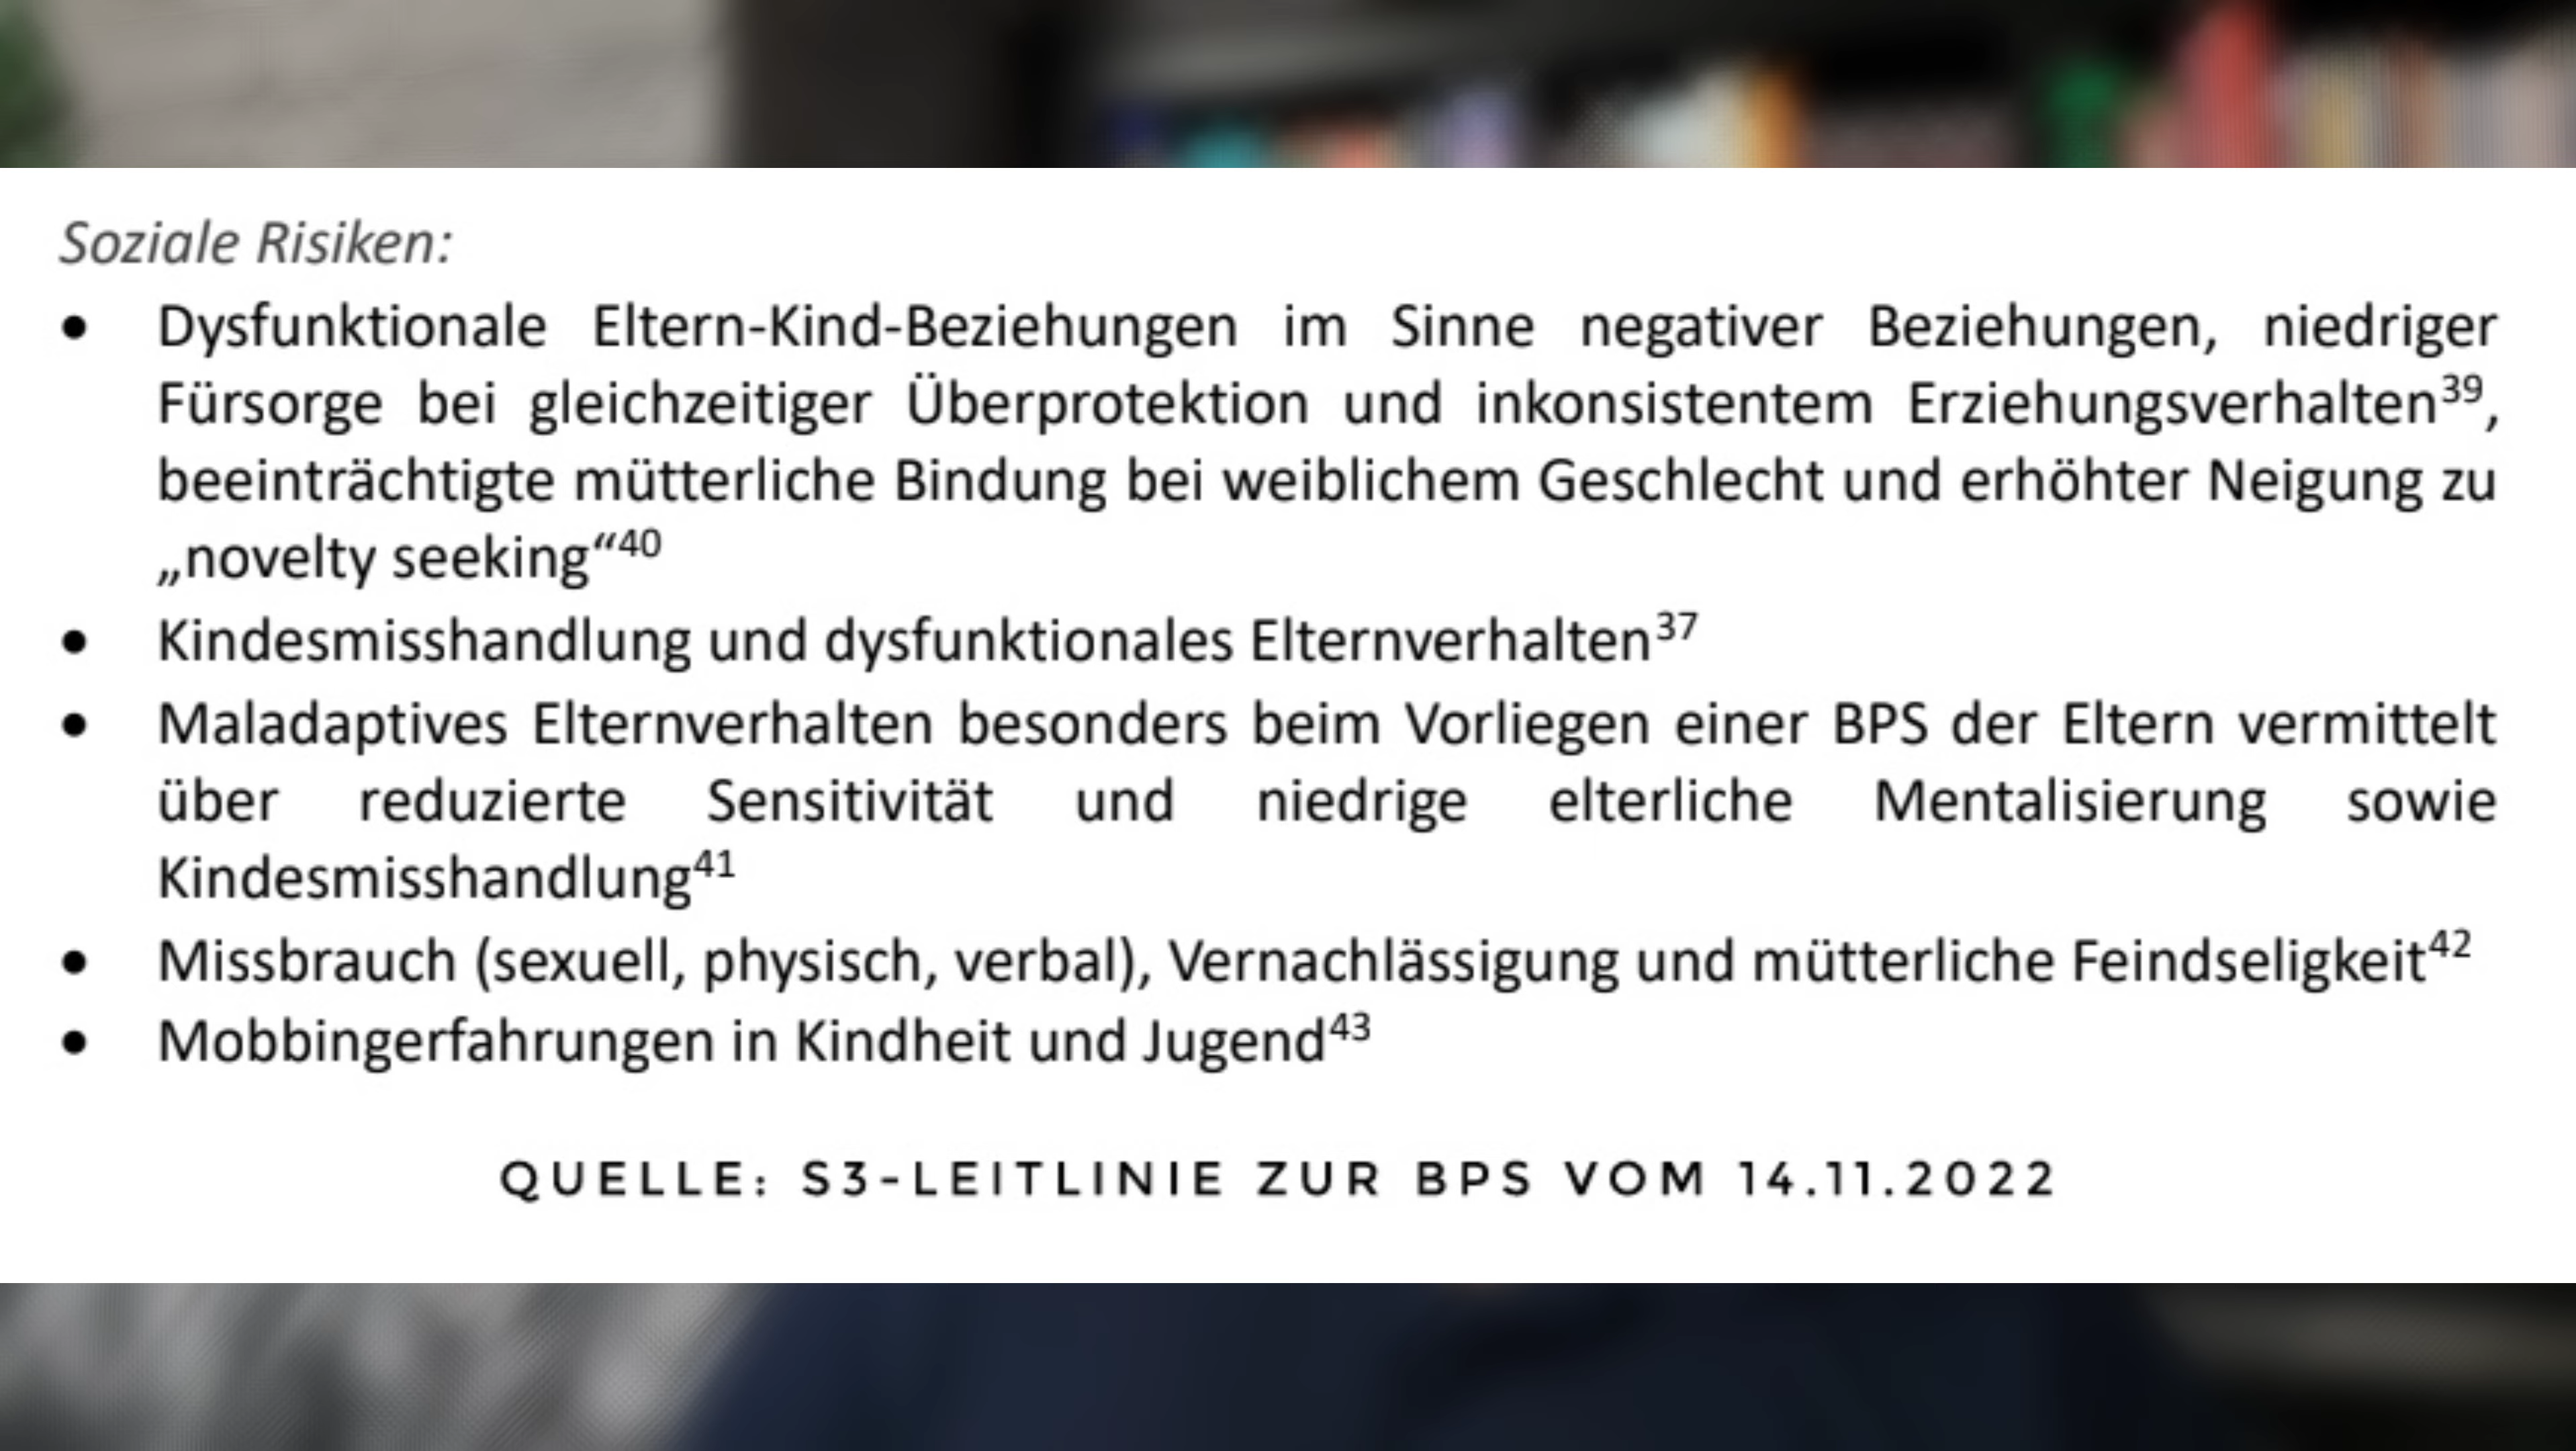 Soziale Risiken:
• Dysfunktionale Eltern-Kind-Beziehungen im Sinne negativer Beziehungen, niedriger
Fürsorge bei gleichzeitiger Überprotektion und inkonsistentem Erziehungsverhalten³⁹,
beeinträchtigte mütterliche Bindung bei weiblichem Geschlecht und erhöhter Neigung zu
„novelty seeking“⁴⁰
• Kindesmisshandlung und dysfunktionales Elternverhalten³⁷
• Maladaptives Elternverhalten besonders beim Vorliegen einer BPS der Eltern vermittelt
über reduzierte Sensitivität und niedrige elterliche Mentalisierung sowie
Kindesmisshandlung⁴¹
• Missbrauch (sexuell, physisch, verbal), Vernachlässigung und mütterliche Feindseligkeit⁴²
• Mobbingerfahrungen in Kindheit und Jugend⁴³
QUELLE: S3-LEITLINIE ZUR BPS VOM 14.11.2022